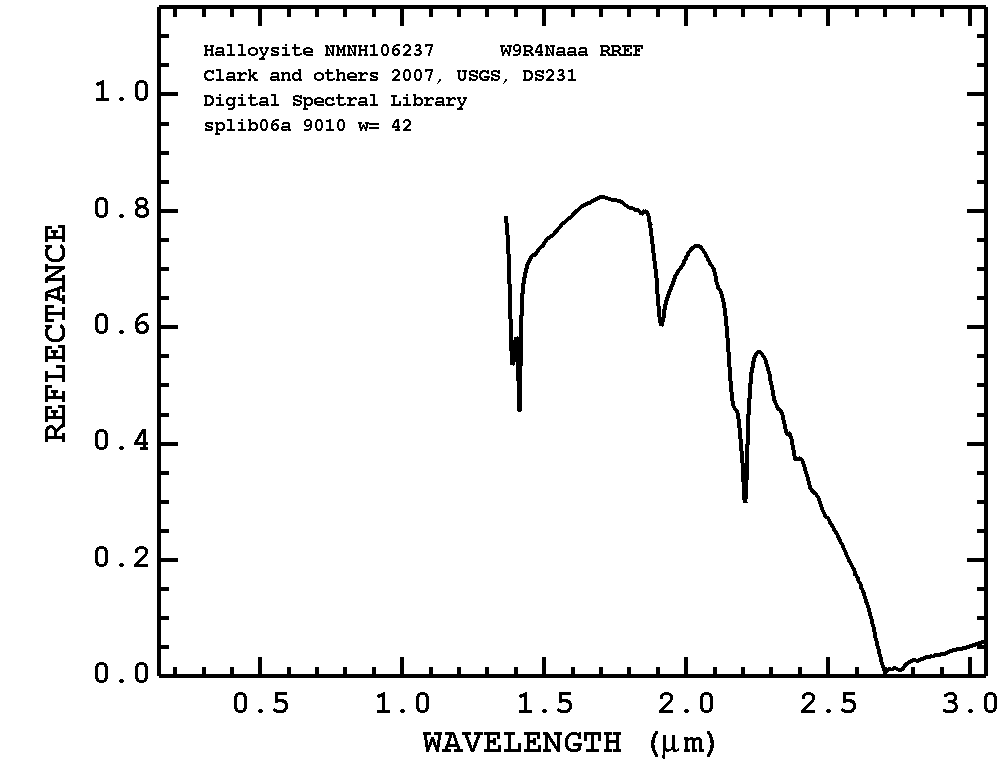 Halloysite NMNH106237 W9R4Naaa RREF
Clark and others 2007, USGS, DS231
Digital Spectral Library
splib06a 9010 w= 42
1.0
0.8
0.6
0.4
0.2
0.0
REFLECTANCE
0.5 1.0 1.5 2.0 2.5 3.0
WAVELENGTH (μm)